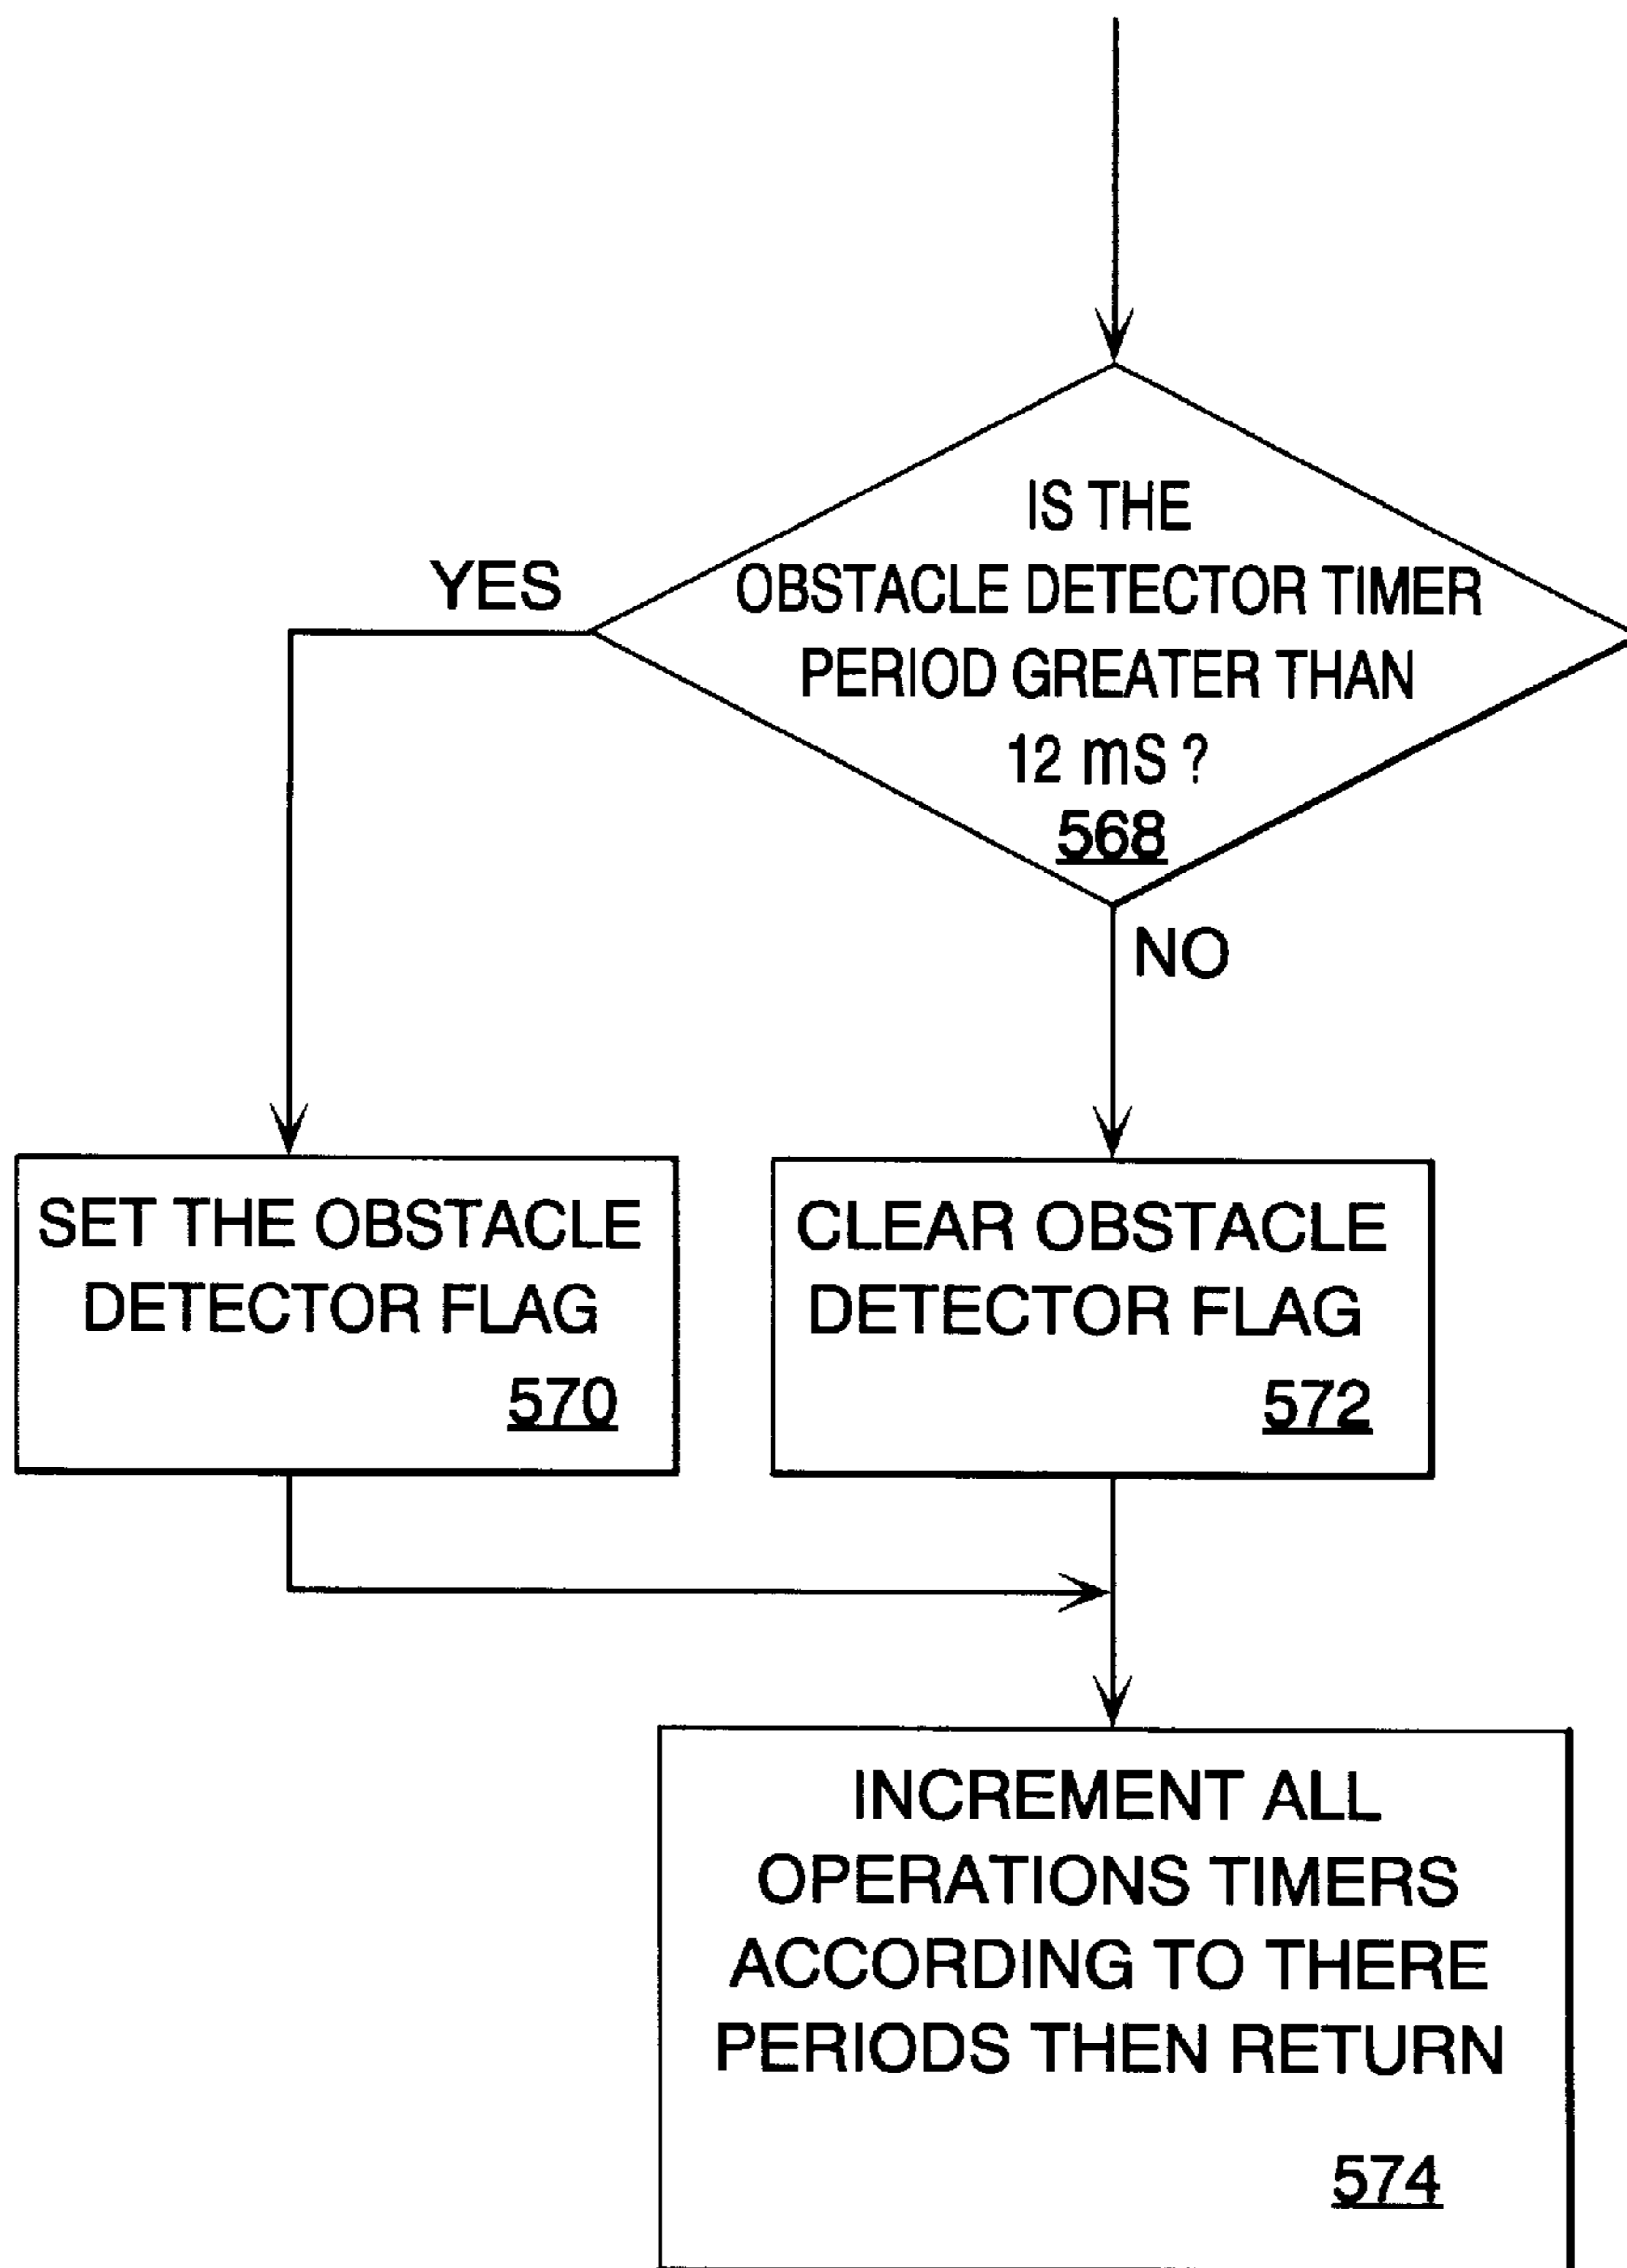 IS THE
OBSTACLE DETECTOR TIMER
PERIOD GREATER THAN
12 mS ?
568
YES
NO
SET THE OBSTACLE
DETECTOR FLAG
570
CLEAR OBSTACLE
DETECTOR FLAG
572
INCREMENT ALL
OPERATIONS TIMERS
ACCORDING TO THERE
PERIODS THEN RETURN
574